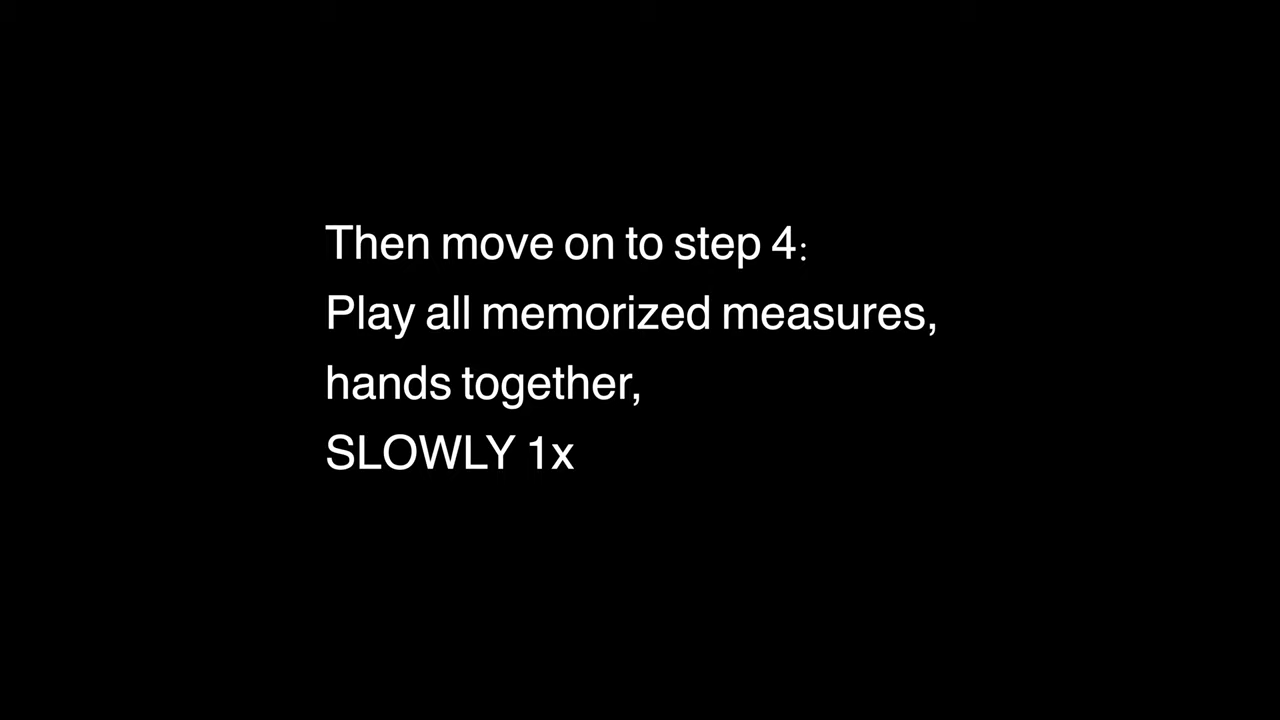 Then move on to step 4:
Play all memorized measures,
hands together,
SLOWLY 1x